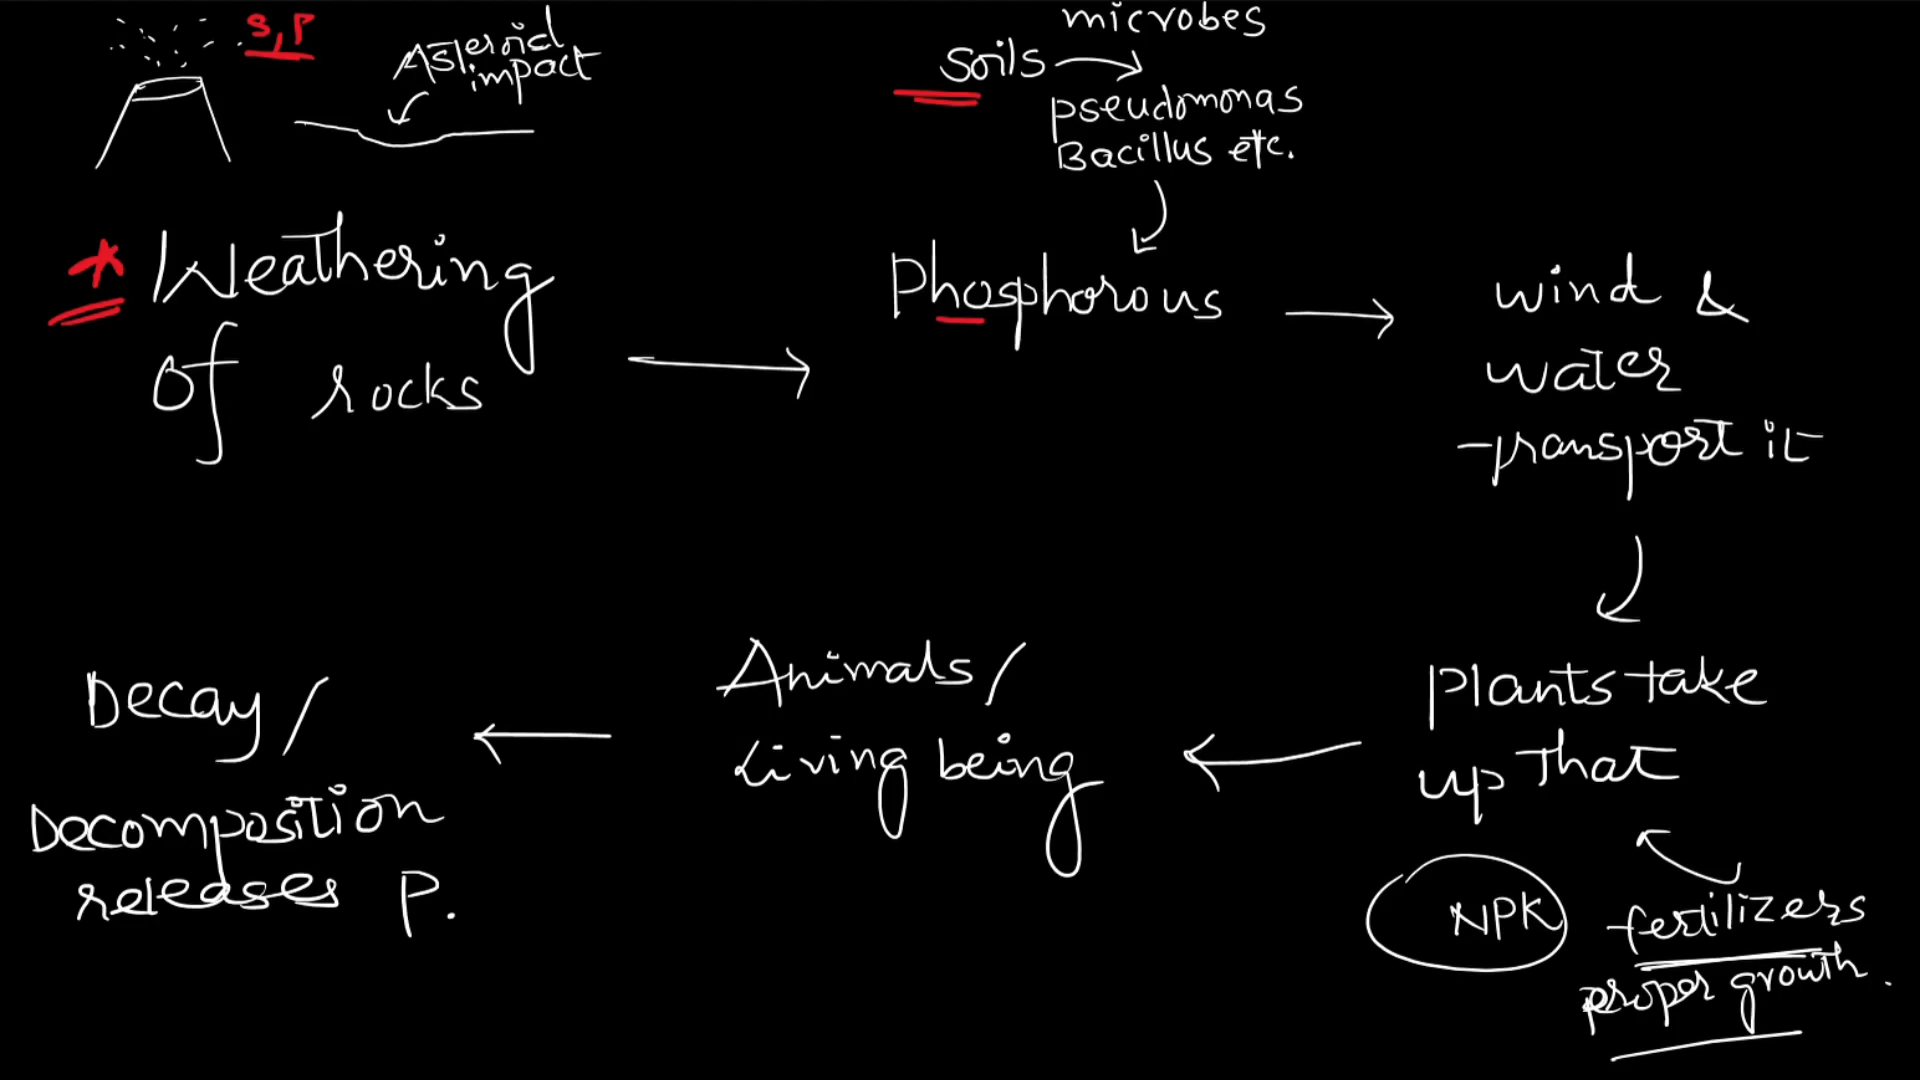 S,P
Asteroid
impact
microbes
Soils
pseudomonas
Bacillus etc.
* Weathering
of rocks
Phosphorous
wind &
water
transport it
plants take
up that
NPK
fertilizers
proper growth.
Animals/
Living being
Decay/
Decomposition
releases P.